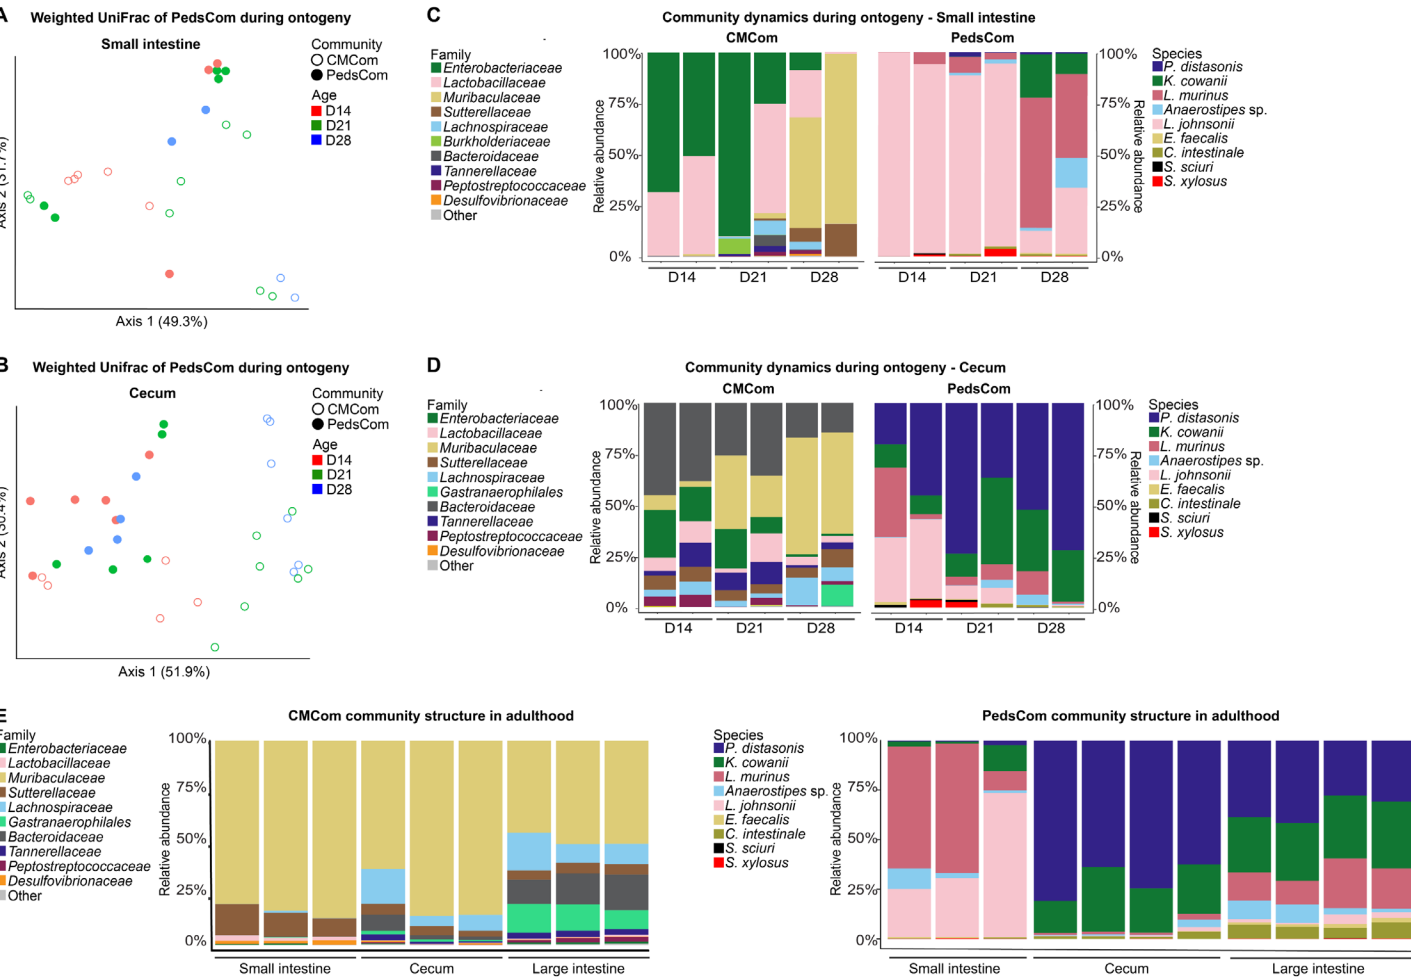 A
Weighted UniFrac of PedsCom during ontogeny
Small intestine
Community
CMCom
PedsCom
Age
D14
D21
D28
Axis 1 (49.3%)
C
Community dynamics during ontogeny - Small intestine
CMCom
PedsCom
Family
Enterobacteriaceae
Lactobacillaceae
Muribaculaceae
Sutterellaceae
Lachnospiraceae
Burkholderiaceae
Bacteroidaceae
Tannerellaceae
Peptostreptococcaceae
Desulfovibrionaceae
Other
Relative abundance
100%
75%
50%
25%
0%
D14
D21
D28
D14
D21
D28
100%
75%
50%
25%
0%
Relative abundance
Species
P. distasonis
K. cowanii
L. murinus
Anaerostipes sp.
L. johnsonii
E. faecalis
C. intestinale
S. sciuri
S. xylosus
B
Weighted Unifrac of PedsCom during ontogeny
Cecum
Community
CMCom
PedsCom
Age
D14
D21
D28
Axis 1 (51.9%)
D
Community dynamics during ontogeny - Cecum
CMCom
PedsCom
Family
Enterobacteriaceae
Lactobacillaceae
Muribaculaceae
Sutterellaceae
Lachnospiraceae
Gastranaerophilales
Bacteroidaceae
Tannerellaceae
Peptostreptococcaceae
Desulfovibrionaceae
Other
Relative abundance
100%
75%
50%
25%
0%
D14
D21
D28
D14
D21
D28
100%
75%
50%
25%
0%
Relative abundance
Species
P. distasonis
K. cowanii
L. murinus
Anaerostipes sp.
L. johnsonii
E. faecalis
C. intestinale
S. sciuri
S. xylosus
E
CMCom community structure in adulthood
Family
Enterobacteriaceae
Lactobacillaceae
Muribaculaceae
Sutterellaceae
Lachnospiraceae
Gastranaerophilales
Bacteroidaceae
Tannerellaceae
Peptostreptococcaceae
Desulfovibrionaceae
Other
Relative abundance
100%
75%
50%
25%
0%
Small intestine
Cecum
Large intestine
PedsCom community structure in adulthood
Species
P. distasonis
K. cowanii
L. murinus
Anaerostipes sp.
L. johnsonii
E. faecalis
C. intestinale
S. sciuri
S. xylosus
Relative abundance
100%
75%
50%
25%
0%
Small intestine
Cecum
Large intestine